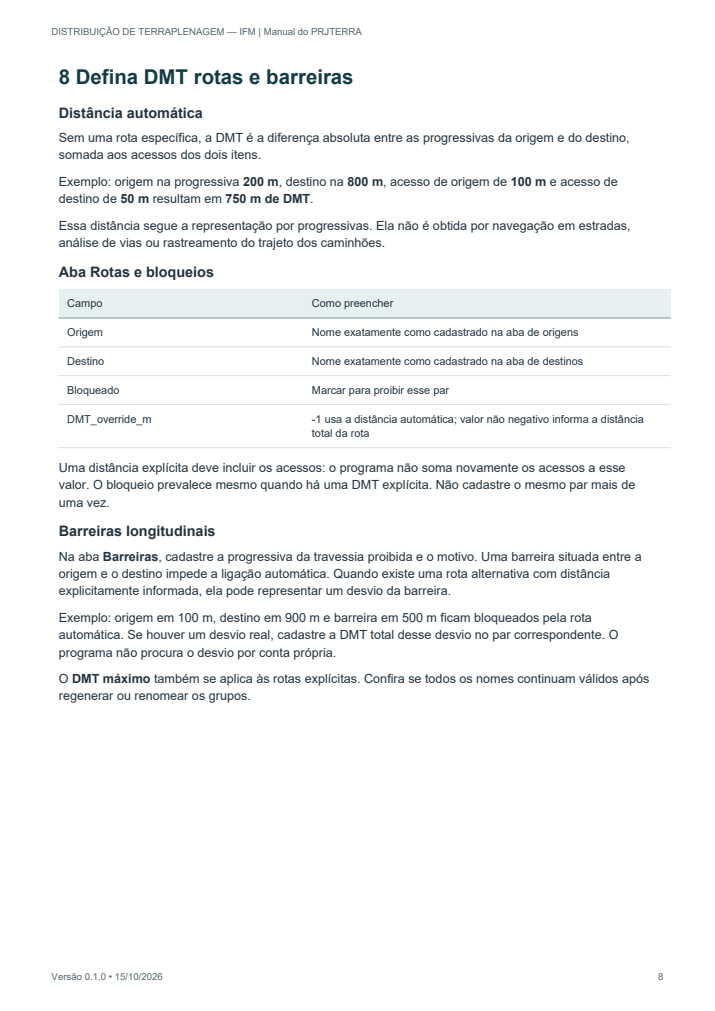 DISTRIBUIÇÃO DE TERRAPLENAGEM — IFM | Manual do PRJTERRA
8 Defina DMT rotas e barreiras
Distância automática
Sem uma rota específica, a DMT é a diferença absoluta entre as progressivas da origem e do destino,
somada aos acessos dos dois itens.
Exemplo: origem na progressiva 200 m, destino na 800 m, acesso de origem de 100 m e acesso de
destino de 50 m resultam em 750 m de DMT.
Essa distância segue a representação por progressivas. Ela não é obtida por navegação em estradas,
análise de vias ou rastreamento do trajeto dos caminhões.
Aba Rotas e bloqueios
Campo Como preencher
Origem Nome exatamente como cadastrado na aba de origens
Destino Nome exatamente como cadastrado na aba de destinos
Bloqueado Marcar para proibir esse par
DMT_override_m -1 usa a distância automática; valor não negativo informa a distância
total da rota
Uma distância explícita deve incluir os acessos: o programa não soma novamente os acessos a esse
valor. O bloqueio prevalece mesmo quando há uma DMT explícita. Não cadastre o mesmo par mais de
uma vez.
Barreiras longitudinais
Na aba Barreiras, cadastre a progressiva da travessia proibida e o motivo. Uma barreira situada entre a
origem e o destino impede a ligação automática. Quando existe uma rota alternativa com distância
explicitamente informada, ela pode representar um desvio da barreira.
Exemplo: origem em 100 m, destino em 900 m e barreira em 500 m ficam bloqueados pela rota
automática. Se houver um desvio real, cadastre a DMT total desse desvio no par correspondente. O
programa não procura o desvio por conta própria.
O DMT máximo também se aplica às rotas explícitas. Confira se todos os nomes continuam válidos após
regenerar ou renomear os grupos.
Versão 0.1.0 • 15/10/2026 8